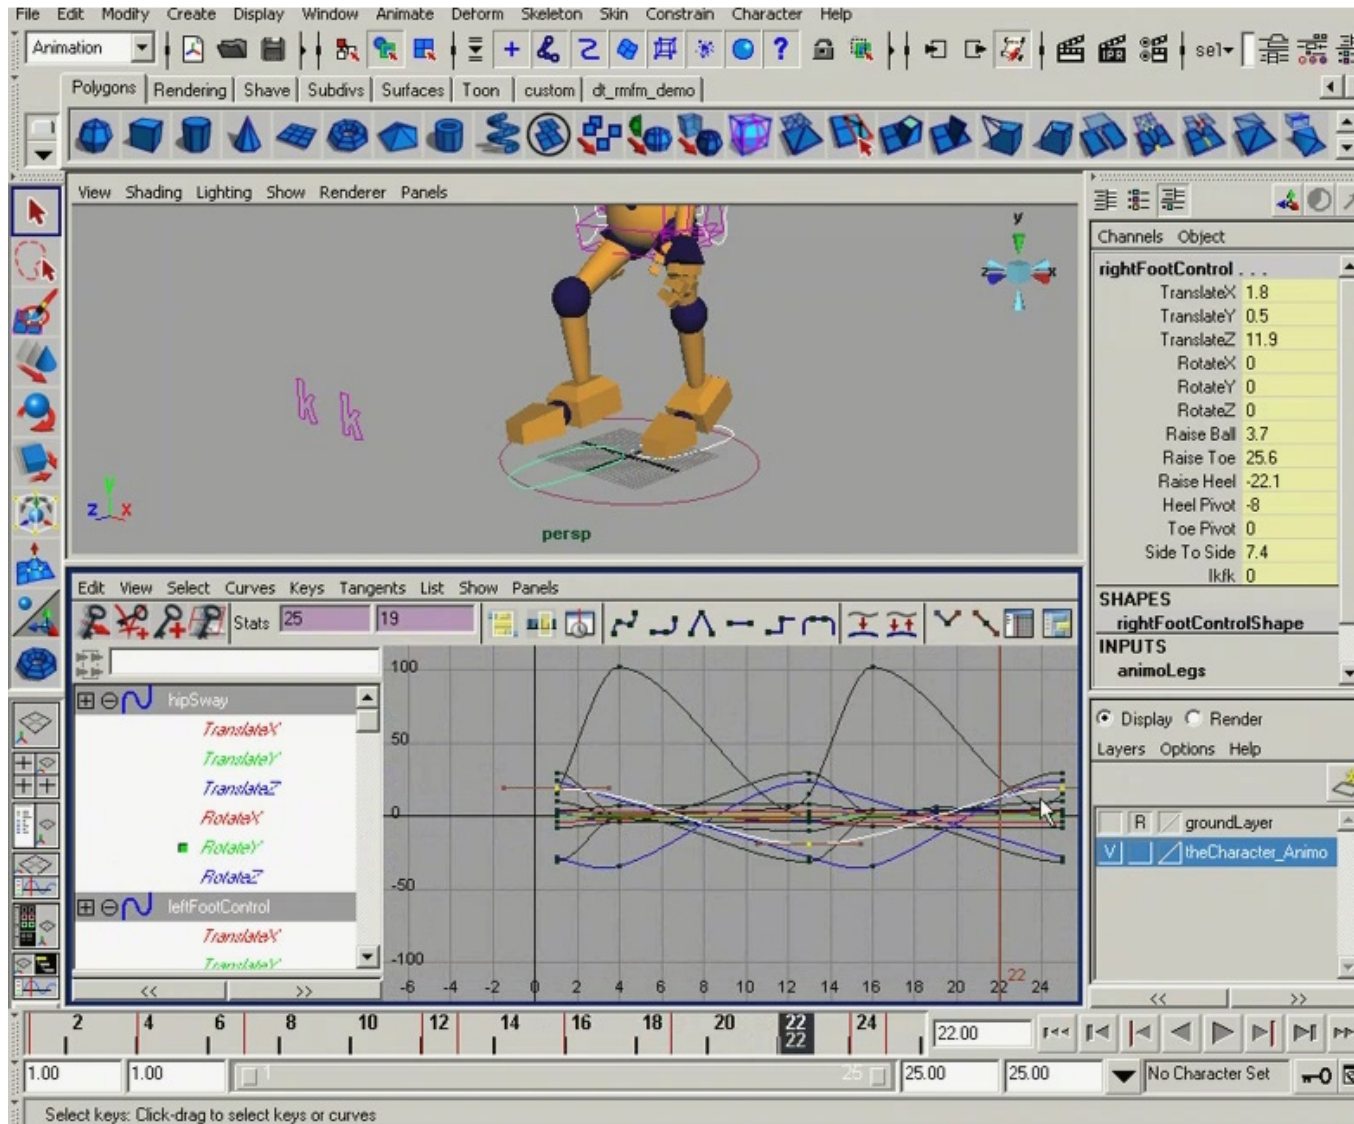 File Edit Modify Create Display Window Animate Deform Skeleton Skin Constrain Character Help
Animation
sel
Polygons Rendering Shave Subdivs Surfaces Toon custom dt_rmfm_demo
View Shading Lighting Show Renderer Panels
y
z x
k k
y
z x
persp
Channels Object
rightFootControl . . .
TranslateX 1.8
TranslateY 0.5
TranslateZ 11.9
RotateX 0
RotateY 0
RotateZ 0
Raise Ball 3.7
Raise Toe 25.6
Raise Heel -22.1
Heel Pivot -8
Toe Pivot 0
Side To Side 7.4
Ikfk 0
SHAPES
rightFootControlShape
INPUTS
animoLegs
Edit View Select Curves Keys Tangents List Show Panels
Stats 25 19
hipSway
TranslateX
TranslateY
TranslateZ
RotateX
RotateY
RotateZ
leftFootControl
TranslateX
TranslateY
<< >>
100
50
0
-50
-100
-6 -4 -2 0 2 4 6 8 10 12 14 16 18 20 22 22 24
Display Render
Layers Options Help
R groundLayer
V theCharacter_Animo
<< >>
2 4 6 8 10 12 14 16 18 20 22 24
22
22.00
1.00 1.00 1 25 25.00 25.00 No Character Set
Select keys: Click-drag to select keys or curves